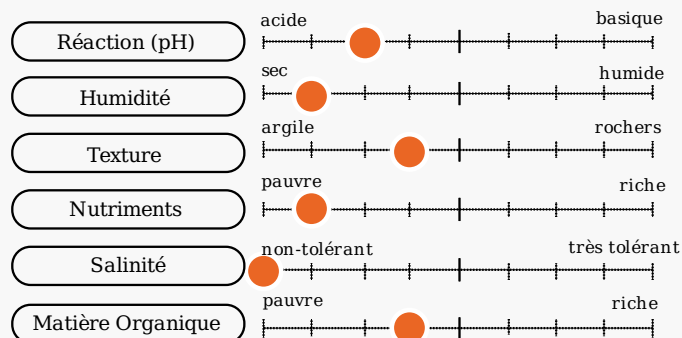 Réaction (pH) acide basique
Humidité sec humide
Texture argile rochers
Nutriments pauvre riche
Salinité non-tolérant très tolérant
Matière Organique pauvre riche